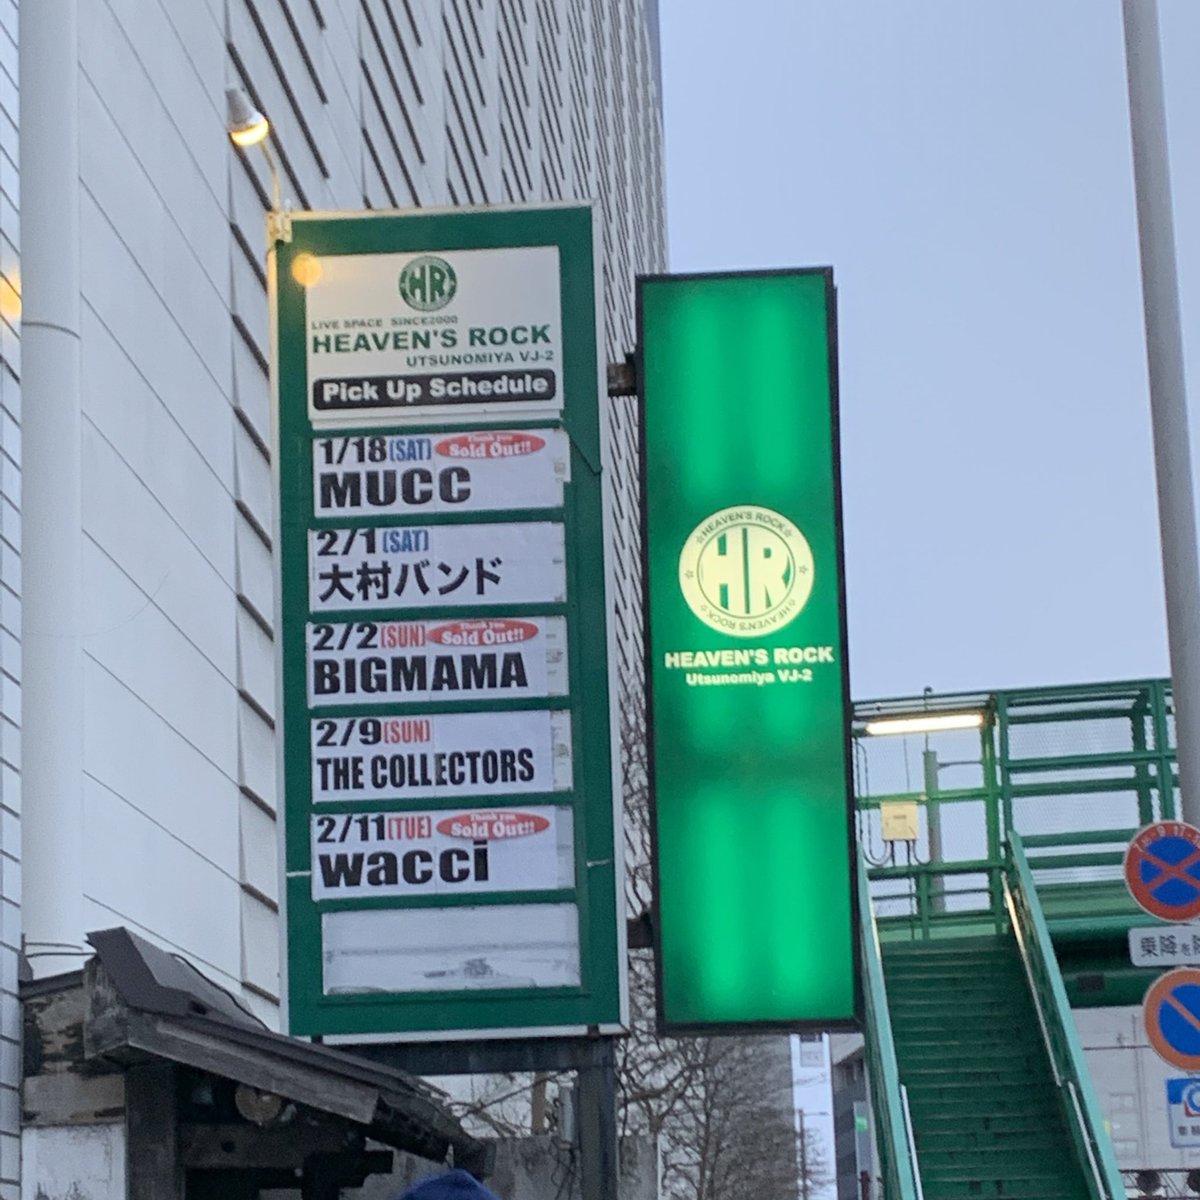 HR
LIVE SPACE SINCE2000
HEAVEN'S ROCK
UTSUNOMIYA VJ-2
Pick Up Schedule
1/18(SAT) Thank you Sold Out!!
MUCC
2/1(SAT)
大村バンド
2/2(SUN) Thank you Sold Out!!
BIGMAMA
2/9(SUN)
THE COLLECTORS
2/11(TUE) Thank you Sold Out!!
wacci
☆HEAVEN'S ROCK☆
HR
☆HEAVEN'S ROCK☆
HEAVEN'S ROCK
Utsunomiya VJ-2